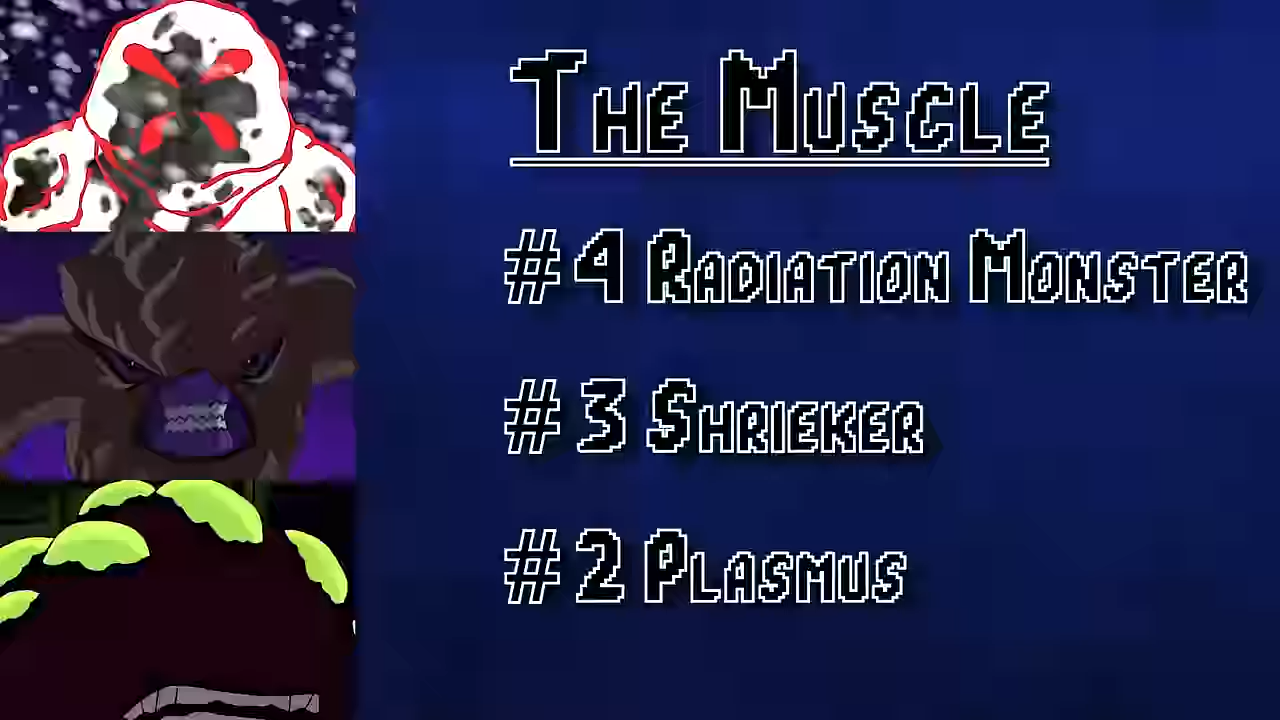 The Muscle
#4 Radiation Monster
#3 Shrieker
#2 Plasmus